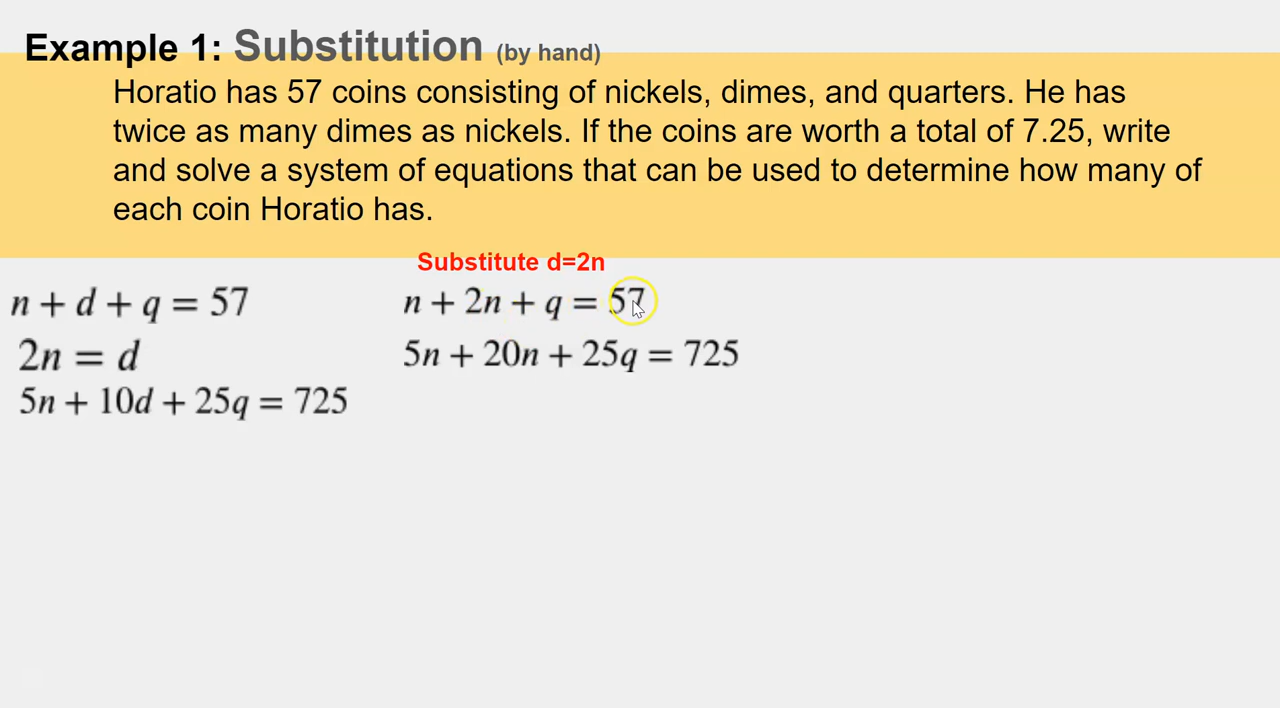 Example 1: Substitution (by hand)
Horatio has 57 coins consisting of nickels, dimes, and quarters. He has
twice as many dimes as nickels. If the coins are worth a total of 7.25, write
and solve a system of equations that can be used to determine how many of
each coin Horatio has.
n + d + q = 57
2n = d
5n + 10d + 25q = 725
Substitute d=2n
n + 2n + q = 57
5n + 20n + 25q = 725